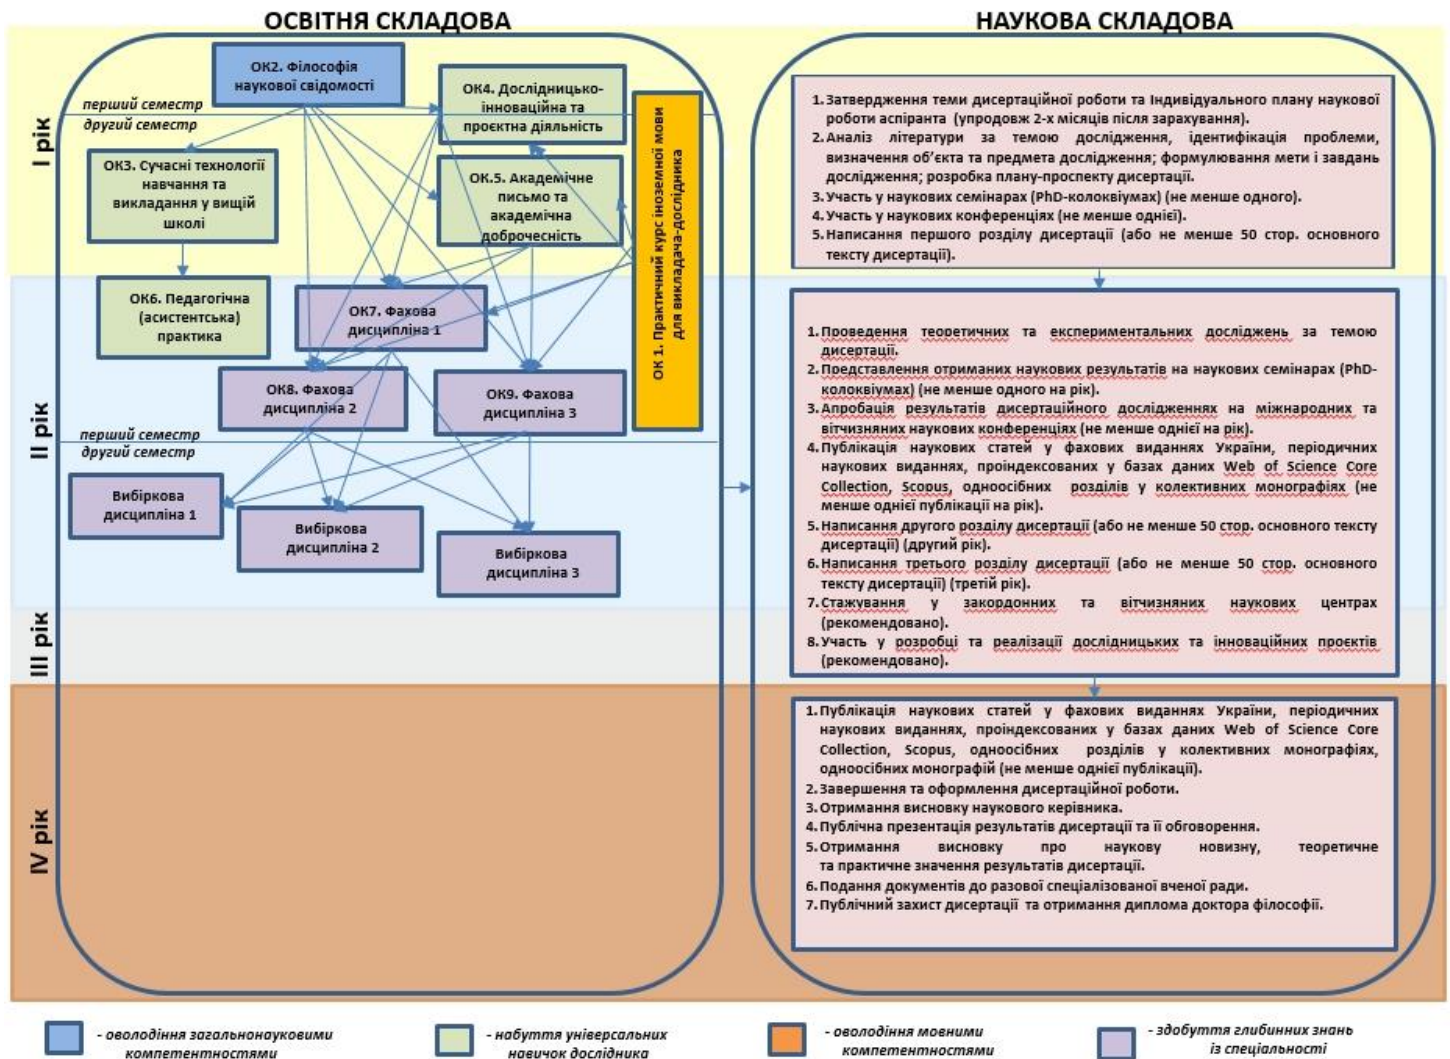 ОСВІТНЯ СКЛАДОВА
НАУКОВА СКЛАДОВА
І рік
перший семестр
другий семестр
ОК2. Філософія
наукової свідомості
ОК4. Дослідницько-
інноваційна та
проєктна діяльність
ОК3. Сучасні технології
навчання та
викладання у вищій
школі
ОК.5. Академічне
письмо та
академічна
доброчесність
ОК 1. Практичний курс іноземної мови
для викладача-дослідника
ІІ рік
ОК6. Педагогічна
(асистентська)
практика
ОК7. Фахова
дисципліна 1
ОК8. Фахова
дисципліна 2
ОК9. Фахова
дисципліна 3
перший семестр
другий семестр
Вибіркова
дисципліна 1
Вибіркова
дисципліна 2
Вибіркова
дисципліна 3
ІІІ рік
IV рік
1. Затвердження теми дисертаційної роботи та Індивідуального плану наукової
роботи аспіранта (упродовж 2-х місяців після зарахування).
2. Аналіз літератури за темою дослідження, ідентифікація проблеми,
визначення об’єкта та предмета дослідження; формулювання мети і завдань
дослідження; розробка плану-проспекту дисертації.
3. Участь у наукових семінарах (PhD-колоквіумах) (не менше одного).
4. Участь у наукових конференціях (не менше однієї).
5. Написання першого розділу дисертації (або не менше 50 стор. основного
тексту дисертації).
1. Проведення теоретичних та експериментальних досліджень за темою
дисертації.
2. Представлення отриманих наукових результатів на наукових семінарах (PhD-
колоквіумах) (не менше одного на рік).
3. Апробація результатів дисертаційного дослідженнях на міжнародних та
вітчизняних наукових конференціях (не менше однієї на рік).
4. Публікація наукових статей у фахових виданнях України, періодичних
наукових виданнях, проіндексованих у базах даних Web of Science Core
Collection, Scopus, одноосібних розділів у колективних монографіях (не
менше однієї публікації на рік).
5. Написання другого розділу дисертації (або не менше 50 стор. основного тексту
дисертації) (другий рік).
6. Написання третього розділу дисертації (або не менше 50 стор. основного
тексту дисертації) (третій рік).
7. Стажування у закордонних та вітчизняних наукових центрах
(рекомендовано).
8. Участь у розробці та реалізації дослідницьких та інноваційних проєктів
(рекомендовано).
1. Публікація наукових статей у фахових виданнях України, періодичних
наукових виданнях, проіндексованих у базах даних Web of Science Core
Collection, Scopus, одноосібних розділів у колективних монографіях,
одноосібних монографій (не менше однієї публікації).
2. Завершення та оформлення дисертаційної роботи.
3. Отримання висновку наукового керівника.
4. Публічна презентація результатів дисертації та її обговорення.
5. Отримання висновку про наукову новизну, теоретичне
та практичне значення результатів дисертації.
6. Подання документів до разової спеціалізованої вченої ради.
7. Публічний захист дисертації та отримання диплома доктора філософії.
- оволодіння загальнонауковими
компетентностями
- набуття універсальних
навичок дослідника
- оволодіння мовними
компетентностями
- здобуття глибинних знань
із спеціальності